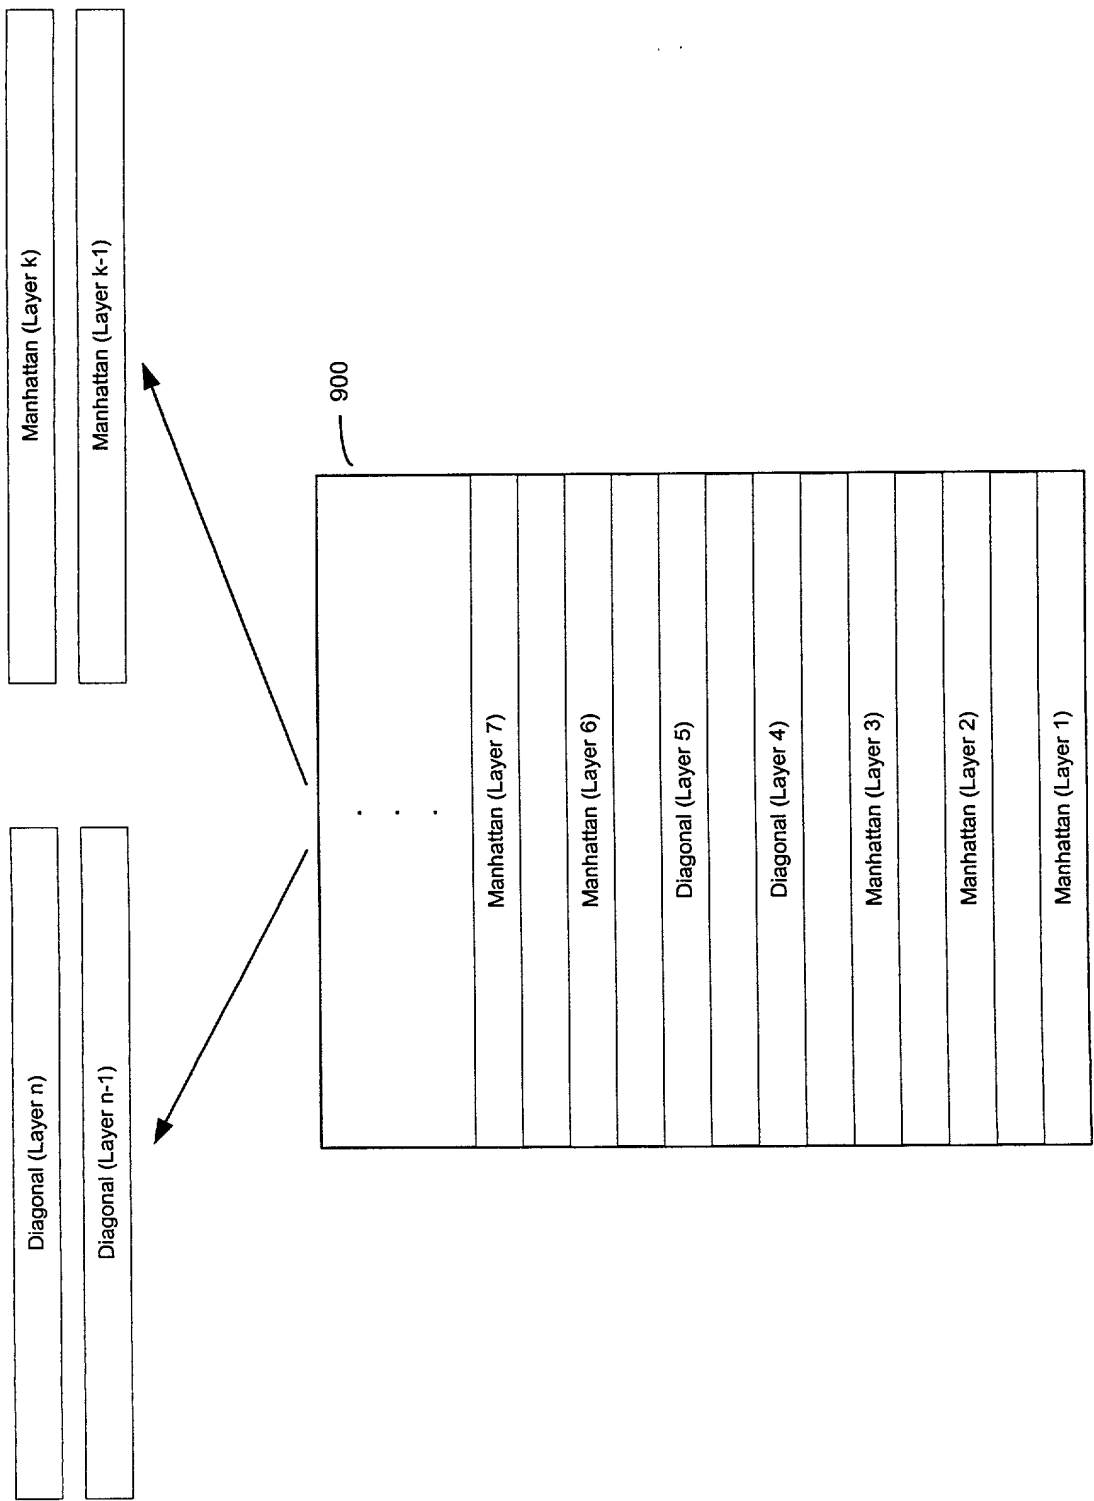 Diagonal (Layer n)
Diagonal (Layer n-1)
Manhattan (Layer k)
Manhattan (Layer k-1)
900
. . .
Manhattan (Layer 7)
Manhattan (Layer 6)
Diagonal (Layer 5)
Diagonal (Layer 4)
Manhattan (Layer 3)
Manhattan (Layer 2)
Manhattan (Layer 1)